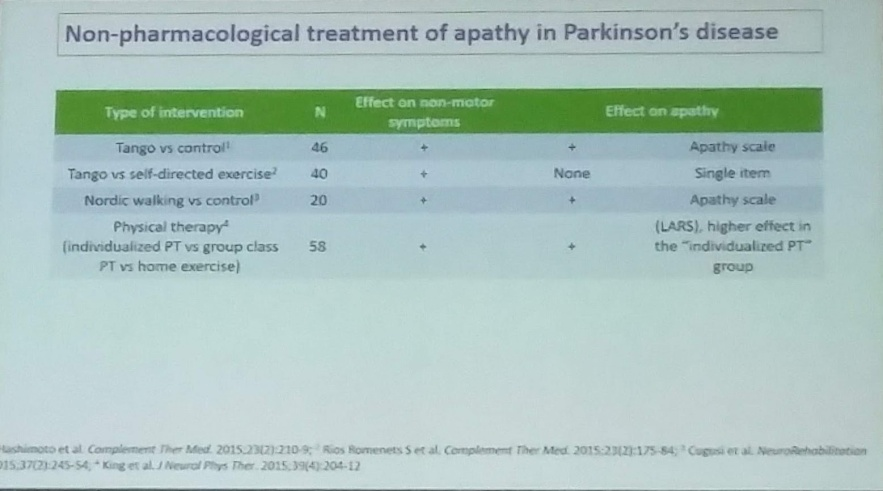 Non-pharmacological treatment of apathy in Parkinson's disease
Type of intervention N Effect on non-motor symptoms Effect on apathy
Tango vs control¹ 46 + + Apathy scale
Tango vs self-directed exercise² 40 + None Single item
Nordic walking vs control³ 20 + + Apathy scale
Physical therapy⁴
(individualized PT vs group class
PT vs home exercise) 58 + + (LARS), higher effect in
the "individualized PT"
group
Hashimoto et al. Complement Ther Med. 2015;23(2):210-9; ² Rios Romenets S et al. Complement Ther Med. 2015;23(2):175-84; ³ Cugusi et al. NeuroRehabilitation
015;37(2):245-54; ⁴ King et al. J Neurol Phys Ther. 2015;39(4):204-12